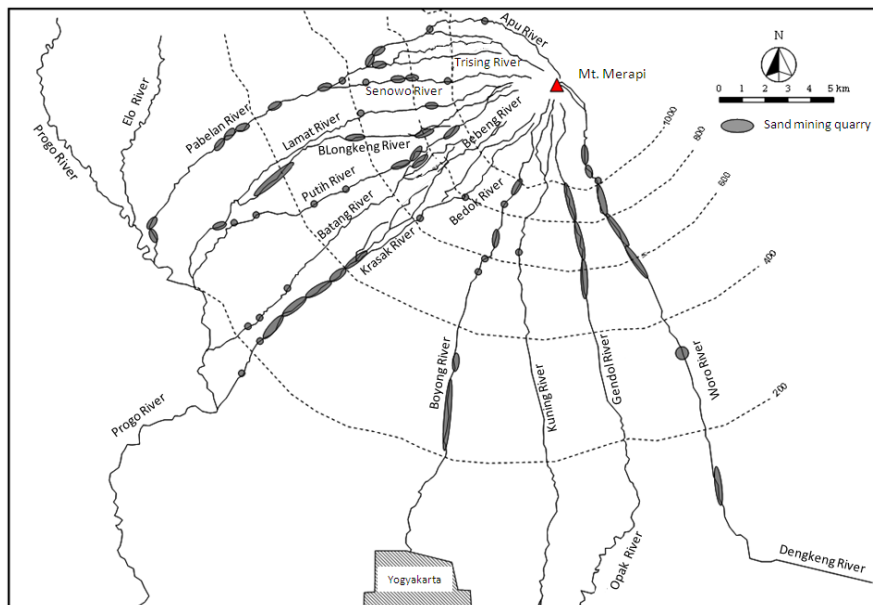 Apu River
N
Trising River
Mt. Merapi
Elo River
Senowo River
0 1 2 3 4 5 km
Progo River
Pabelan River
Lamat River
BLongkeng River
Bebeng River
1000
Sand mining quarry
800
Putih River
600
Batang River
Bedok River
Krasak River
400
Boyong River
Kuning River
Gendol River
Woro River
200
Progo River
Opak River
Dengkeng River
Yogyakarta